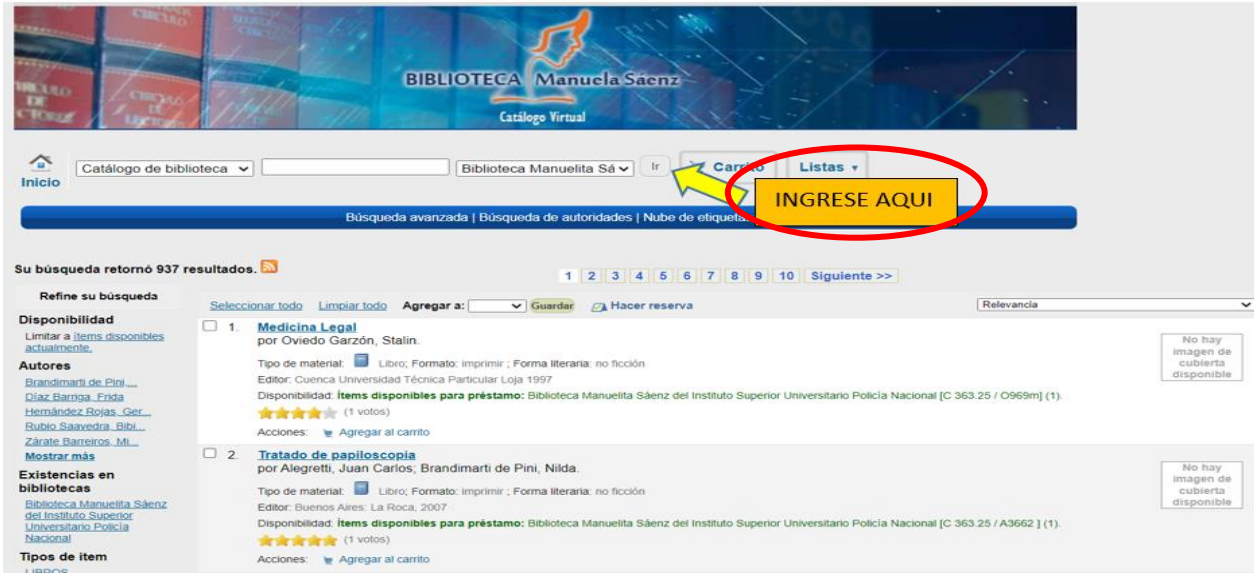 BIBLIOTECA Manuela Sáenz
Catálogo Virtual
Inicio
Catálogo de biblioteca
Biblioteca Manuelita Sá
Ir
Carrito
Listas
INGRESE AQUI
Búsqueda avanzada | Búsqueda de autoridades | Nube de etiqueta
Su búsqueda retornó 937 resultados.
1 2 3 4 5 6 7 8 9 10 Siguiente >>
Refine su búsqueda
Disponibilidad
Limitar a ítems disponibles
actualmente.
Autores
Brandimarti de Pini,...
Díaz Barriga, Frida
Hernández Rojas, Ger...
Rubio Saavedra, Bibi...
Zárate Barreiros, Mi...
Mostrar más
Existencias en
bibliotecas
Biblioteca Manuelita Sáenz
del Instituto Superior
Universitario Policía
Nacional
Tipos de ítem
LIBROS
Seleccionar todo Limpiar todo Agregar a: Guardar Hacer reserva
Relevancia
1. Medicina Legal
por Oviedo Garzón, Stalin.
Tipo de material: Libro; Formato: imprimir ; Forma literaria: no ficción
Editor: Cuenca Universidad Técnica Particular Loja 1997
Disponibilidad: Ítems disponibles para préstamo: Biblioteca Manuelita Sáenz del Instituto Superior Universitario Policía Nacional [C 363.25 / O969m] (1).
(1 votos)
Acciones: Agregar al carrito
No hay
imagen de
cubierta
disponible
2. Tratado de papiloscopia
por Alegretti, Juan Carlos; Brandimarti de Pini, Nilda.
Tipo de material: Libro; Formato: imprimir ; Forma literaria: no ficción
Editor: Buenos Aires: La Roca, 2007
Disponibilidad: Ítems disponibles para préstamo: Biblioteca Manuelita Sáenz del Instituto Superior Universitario Policía Nacional [C 363.25 / A3662 ] (1).
(1 votos)
Acciones: Agregar al carrito
No hay
imagen de
cubierta
disponible